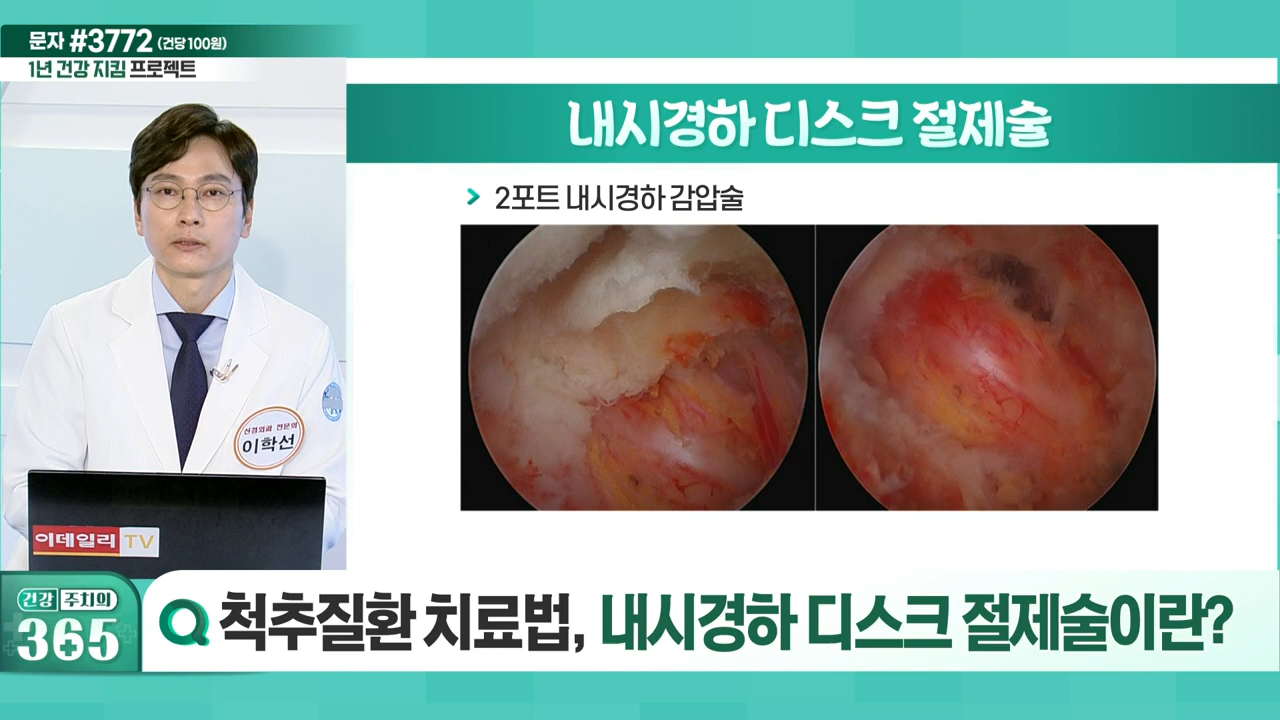 문자 #3772 (건당 100원)
1년 건강 지킴 프로젝트
내시경하 디스크 절제술
> 2포트 내시경하 감압술
신경외과 전문의
이학선
이데일리 TV
건강 주치의
365
Q 척추질환 치료법, 내시경하 디스크 절제술이란?